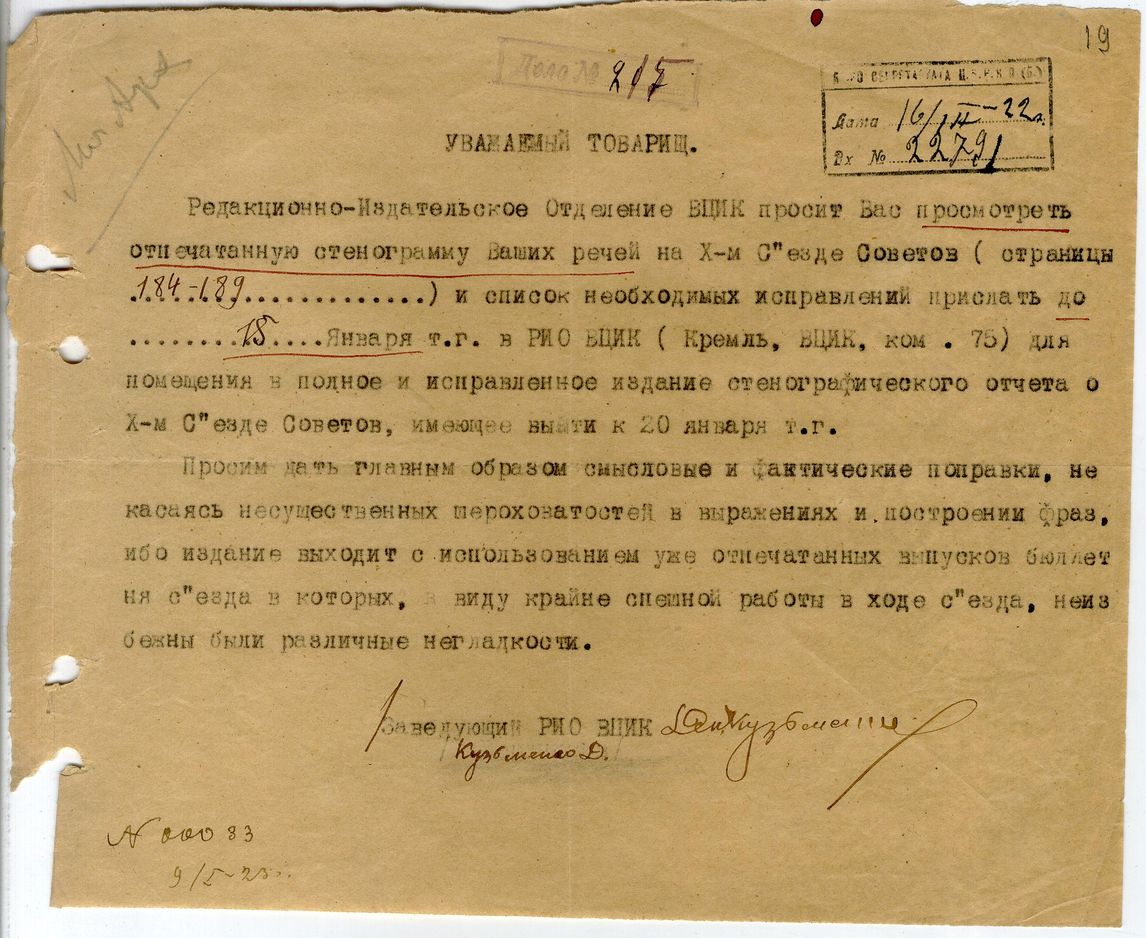 19
Дело № 217
БЮРО СЕКРЕТАРИАТА Ц.К.Р.К.П.(б.)
Дата 16/II-22г.
Вх № 2279/
УВАЖАЕМЫЙ ТОВАРИЩ.
Редакционно-Издательское Отделение ВЦИК просит Вас просмотреть
отпечатанную стенограмму Ваших речей на Х-м С"езде Советов ( страницы
184-189..................) и список необходимых исправлений прислать до
........15....Января т.г. в РИО ВЦИК ( Кремль, ВЦИК, ком . 75) для
помещения в полное и исправленное издание стенографического отчета о
Х-м С"езде Советов, имеющее выйти к 20 января т.г.
Просим дать главным образом смысловые и фактические поправки, не
касаясь несущественных шероховатостей в выражениях и построении фраз,
ибо издание выходит с использованием уже отпечатанных выпусков бюллет
ня с"езда в которых, в виду крайне спешной работы в ходе с"езда, неиз
бежны были различные негладкости.
Заведующий РИО ВЦИК
Кузьменко Д.
N 00083
9/I-23г.